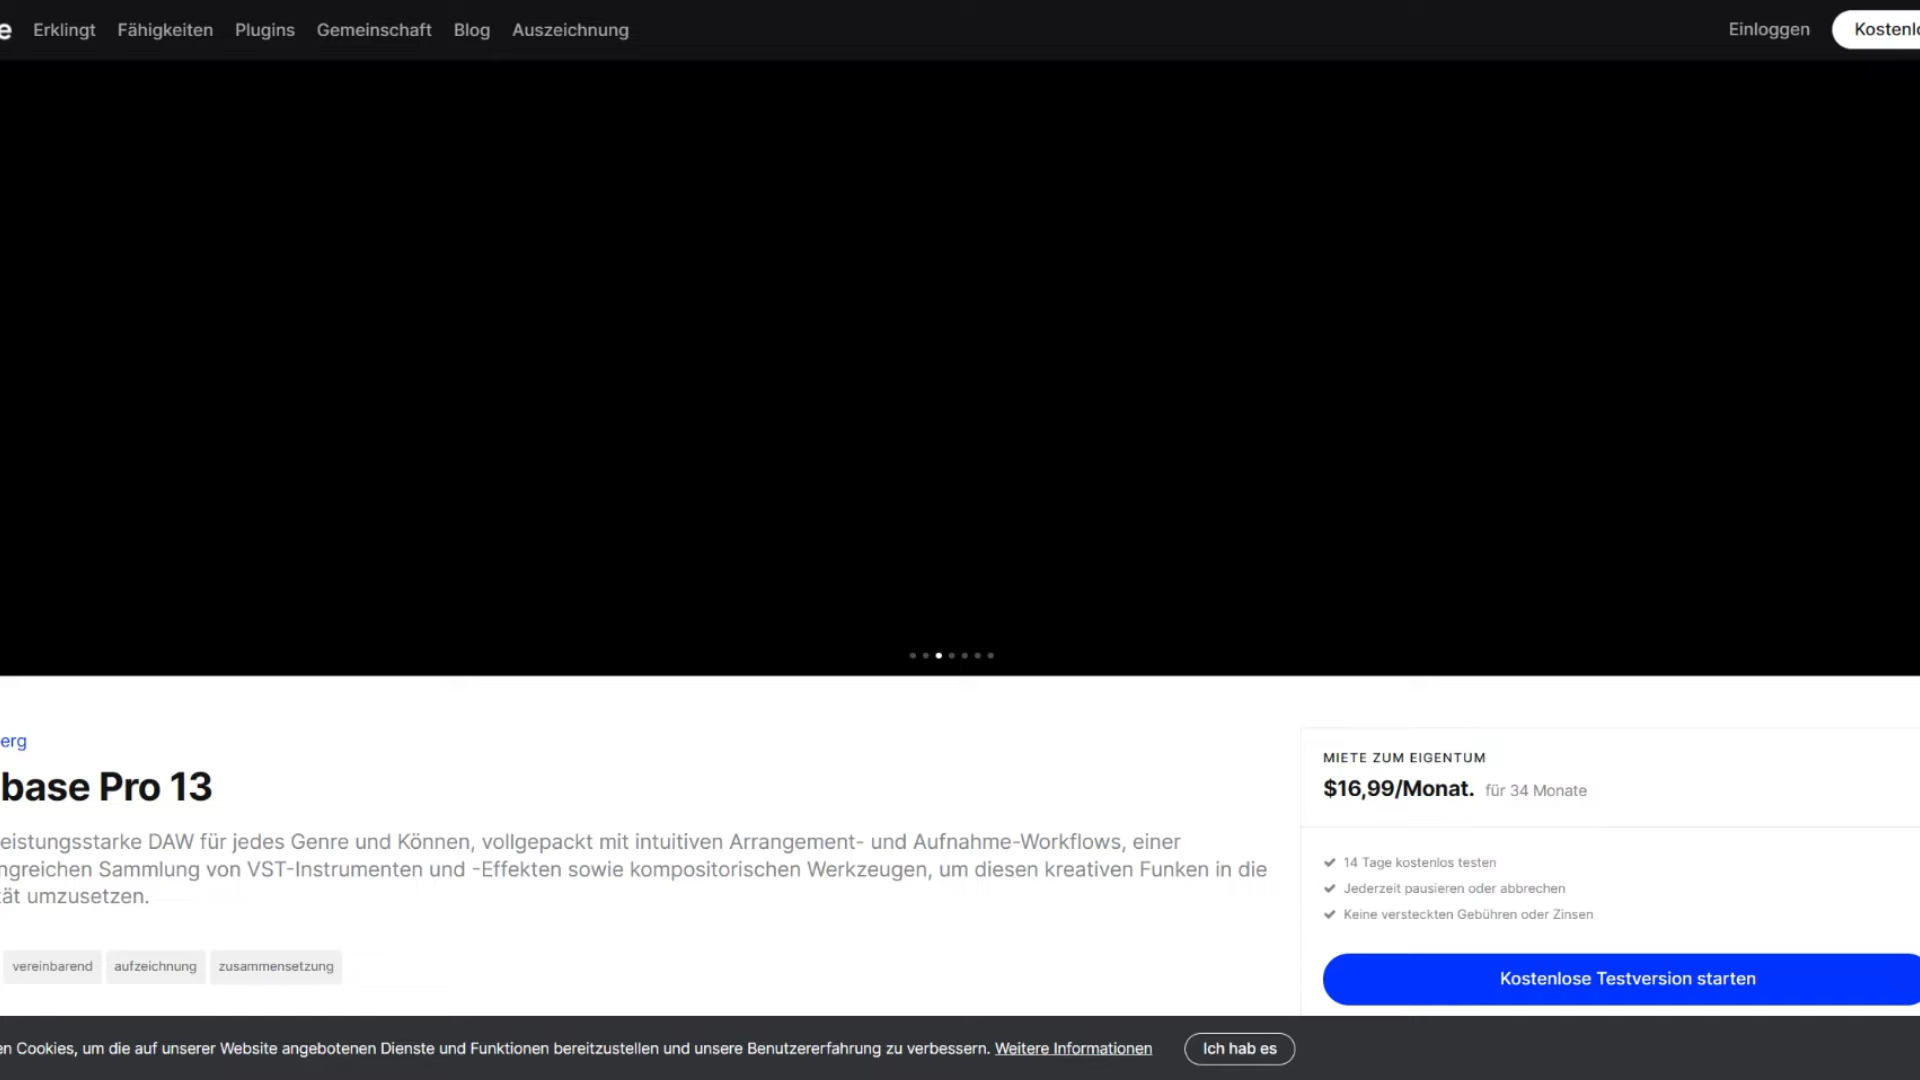 e Erklingt Fähigkeiten Plugins Gemeinschaft Blog Auszeichnung Einloggen Kostenlo
erg
base Pro 13
eistungsstarke DAW für jedes Genre und Können, vollgepackt mit intuitiven Arrangement- und Aufnahme-Workflows, einer
ngreichen Sammlung von VST-Instrumenten und -Effekten sowie kompositorischen Werkzeugen, um diesen kreativen Funken in die
tät umzusetzen.
vereinbarend aufzeichnung zusammensetzung
MIETE ZUM EIGENTUM
$16,99/Monat. für 34 Monate
14 Tage kostenlos testen
Jederzeit pausieren oder abbrechen
Keine versteckten Gebühren oder Zinsen
Kostenlose Testversion starten
en Cookies, um die auf unserer Website angebotenen Dienste und Funktionen bereitzustellen und unsere Benutzererfahrung zu verbessern. Weitere Informationen Ich hab es